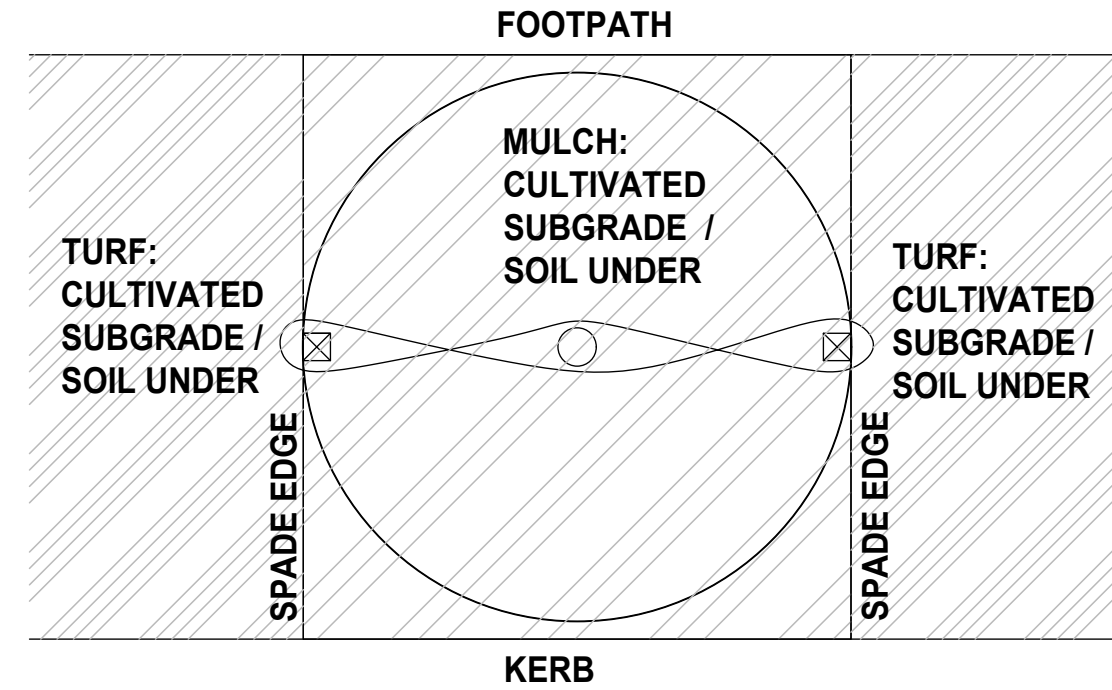 FOOTPATH
MULCH:
CULTIVATED
SUBGRADE /
SOIL UNDER
TURF:
CULTIVATED
SUBGRADE /
SOIL UNDER
TURF:
CULTIVATED
SUBGRADE /
SOIL UNDER
SPADE EDGE
SPADE EDGE
KERB